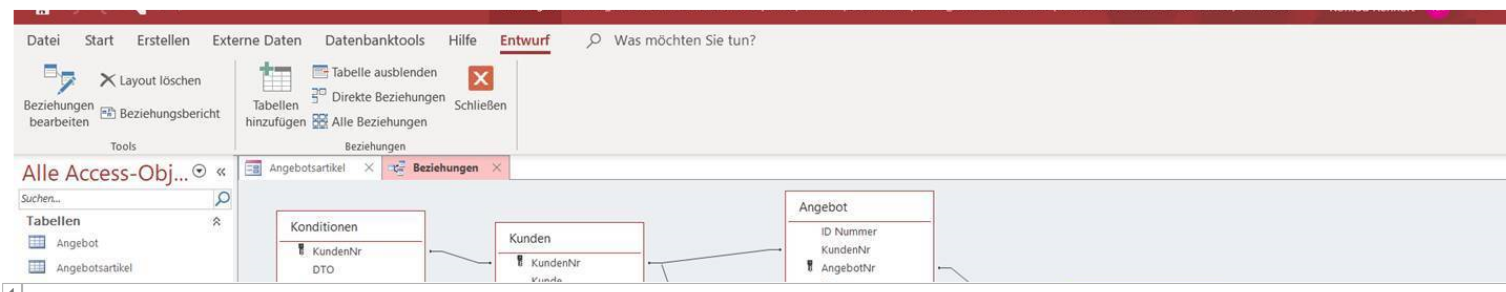 Datei Start Erstellen Externe Daten Datenbanktools Hilfe Entwurf Was möchten Sie tun?
Beziehungen bearbeiten
Layout löschen
Beziehungsbericht
Tools
Tabellen hinzufügen
Tabelle ausblenden
Direkte Beziehungen
Alle Beziehungen
Schließen
Beziehungen
Alle Access-Obj...
Suchen...
Tabellen
Angebot
Angebotsartikel
Angebotsartikel Beziehungen
Konditionen
KundenNr
DTO
Kunden
KundenNr
Kunde
Angebot
ID Nummer
KundenNr
AngebotNr